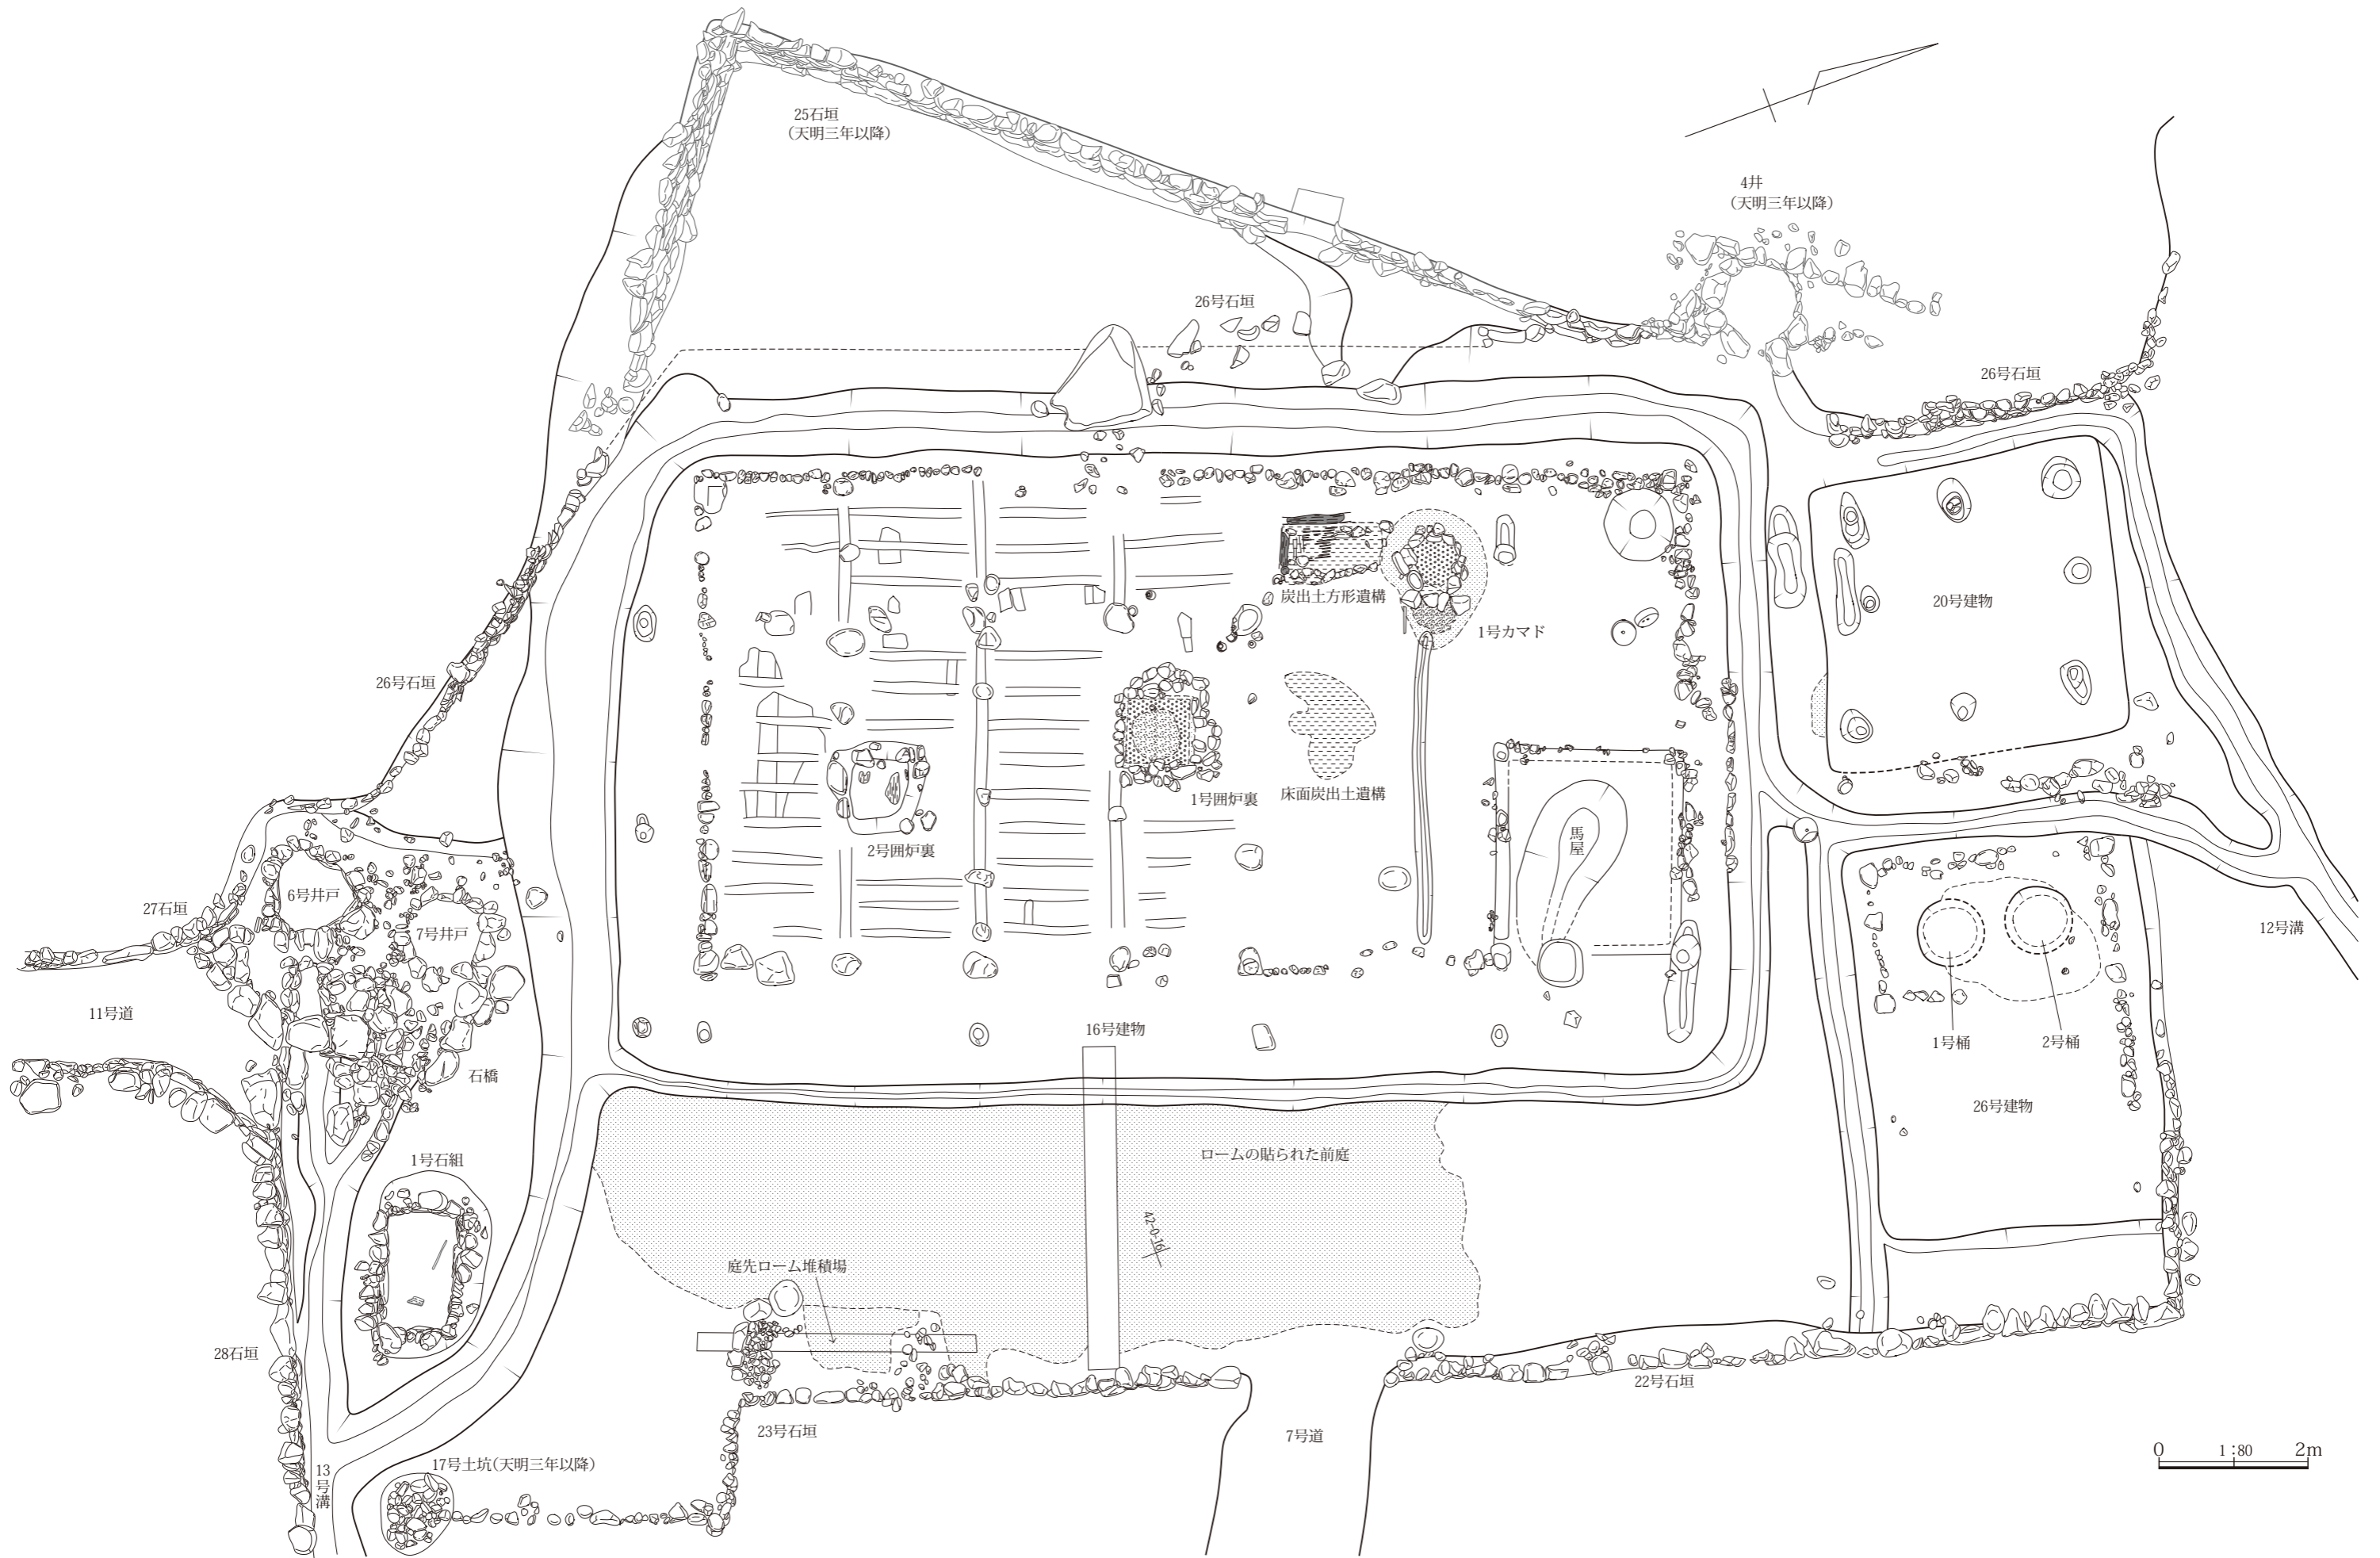 25石垣
（天明三年以降）
4井
（天明三年以降）
26号石垣
26号石垣
炭出土方形遺構
1号カマド
20号建物
26号石垣
1号囲炉裏
床面炭出土遺構
2号囲炉裏
馬屋
6号井戸
27石垣
7号井戸
12号溝
11号道
16号建物
1号桶
2号桶
石橋
26号建物
1号石組
ロームの貼られた前庭
42-0-16
庭先ローム堆積場
28石垣
22号石垣
23号石垣
7号道
17号土坑（天明三年以降）
13号溝
0 1:80 2m